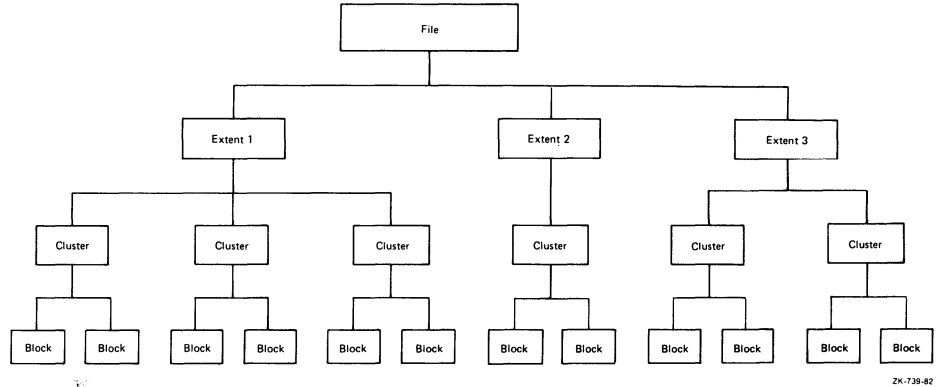 File
Extent 1 Extent 2 Extent 3
Cluster Cluster Cluster Cluster Cluster Cluster
Block Block Block Block Block Block Block Block Block Block Block Block
ZK-739-82